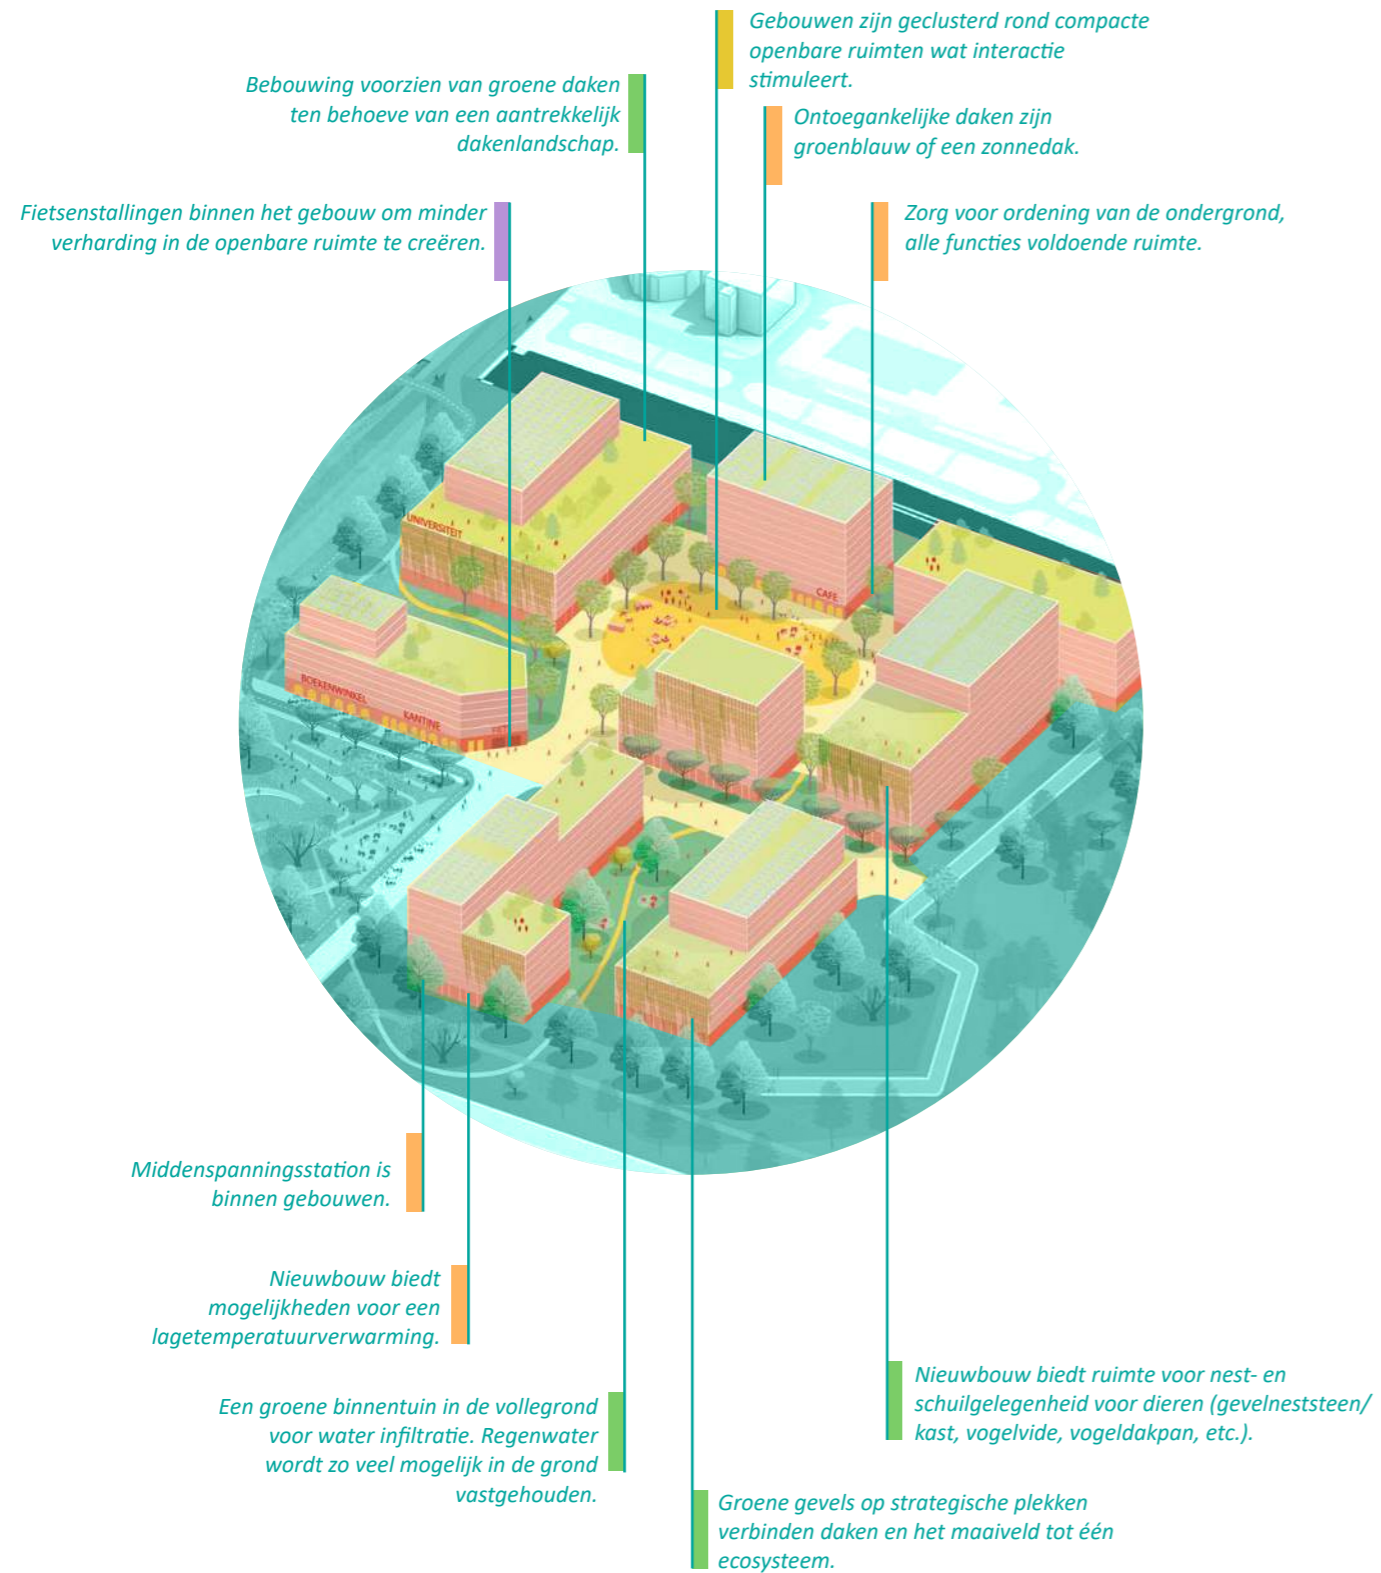 Gebouwen zijn geclusterd rond compacte
openbare ruimten wat interactie
stimuleert.
Bebouwing voorzien van groene daken
ten behoeve van een aantrekkelijk
dakenlandschap.
Ontoegankelijke daken zijn
groenblauw of een zonnedak.
Fietsenstallingen binnen het gebouw om minder
verharding in de openbare ruimte te creëren.
Zorg voor ordening van de ondergrond,
alle functies voldoende ruimte.
UNIVERSITEIT
CAFE
BOEKENWINKEL
KANTINE
Middenspanningsstation is
binnen gebouwen.
Nieuwbouw biedt
mogelijkheden voor een
lagetemperatuurverwarming.
Een groene binnentuin in de vollegrond
voor water infiltratie. Regenwater
wordt zo veel mogelijk in de grond
vastgehouden.
Nieuwbouw biedt ruimte voor nest- en
schuilgelegenheid voor dieren (gevelneststeen/
kast, vogelvide, vogeldakpan, etc.).
Groene gevels op strategische plekken
verbinden daken en het maaiveld tot één
ecosysteem.